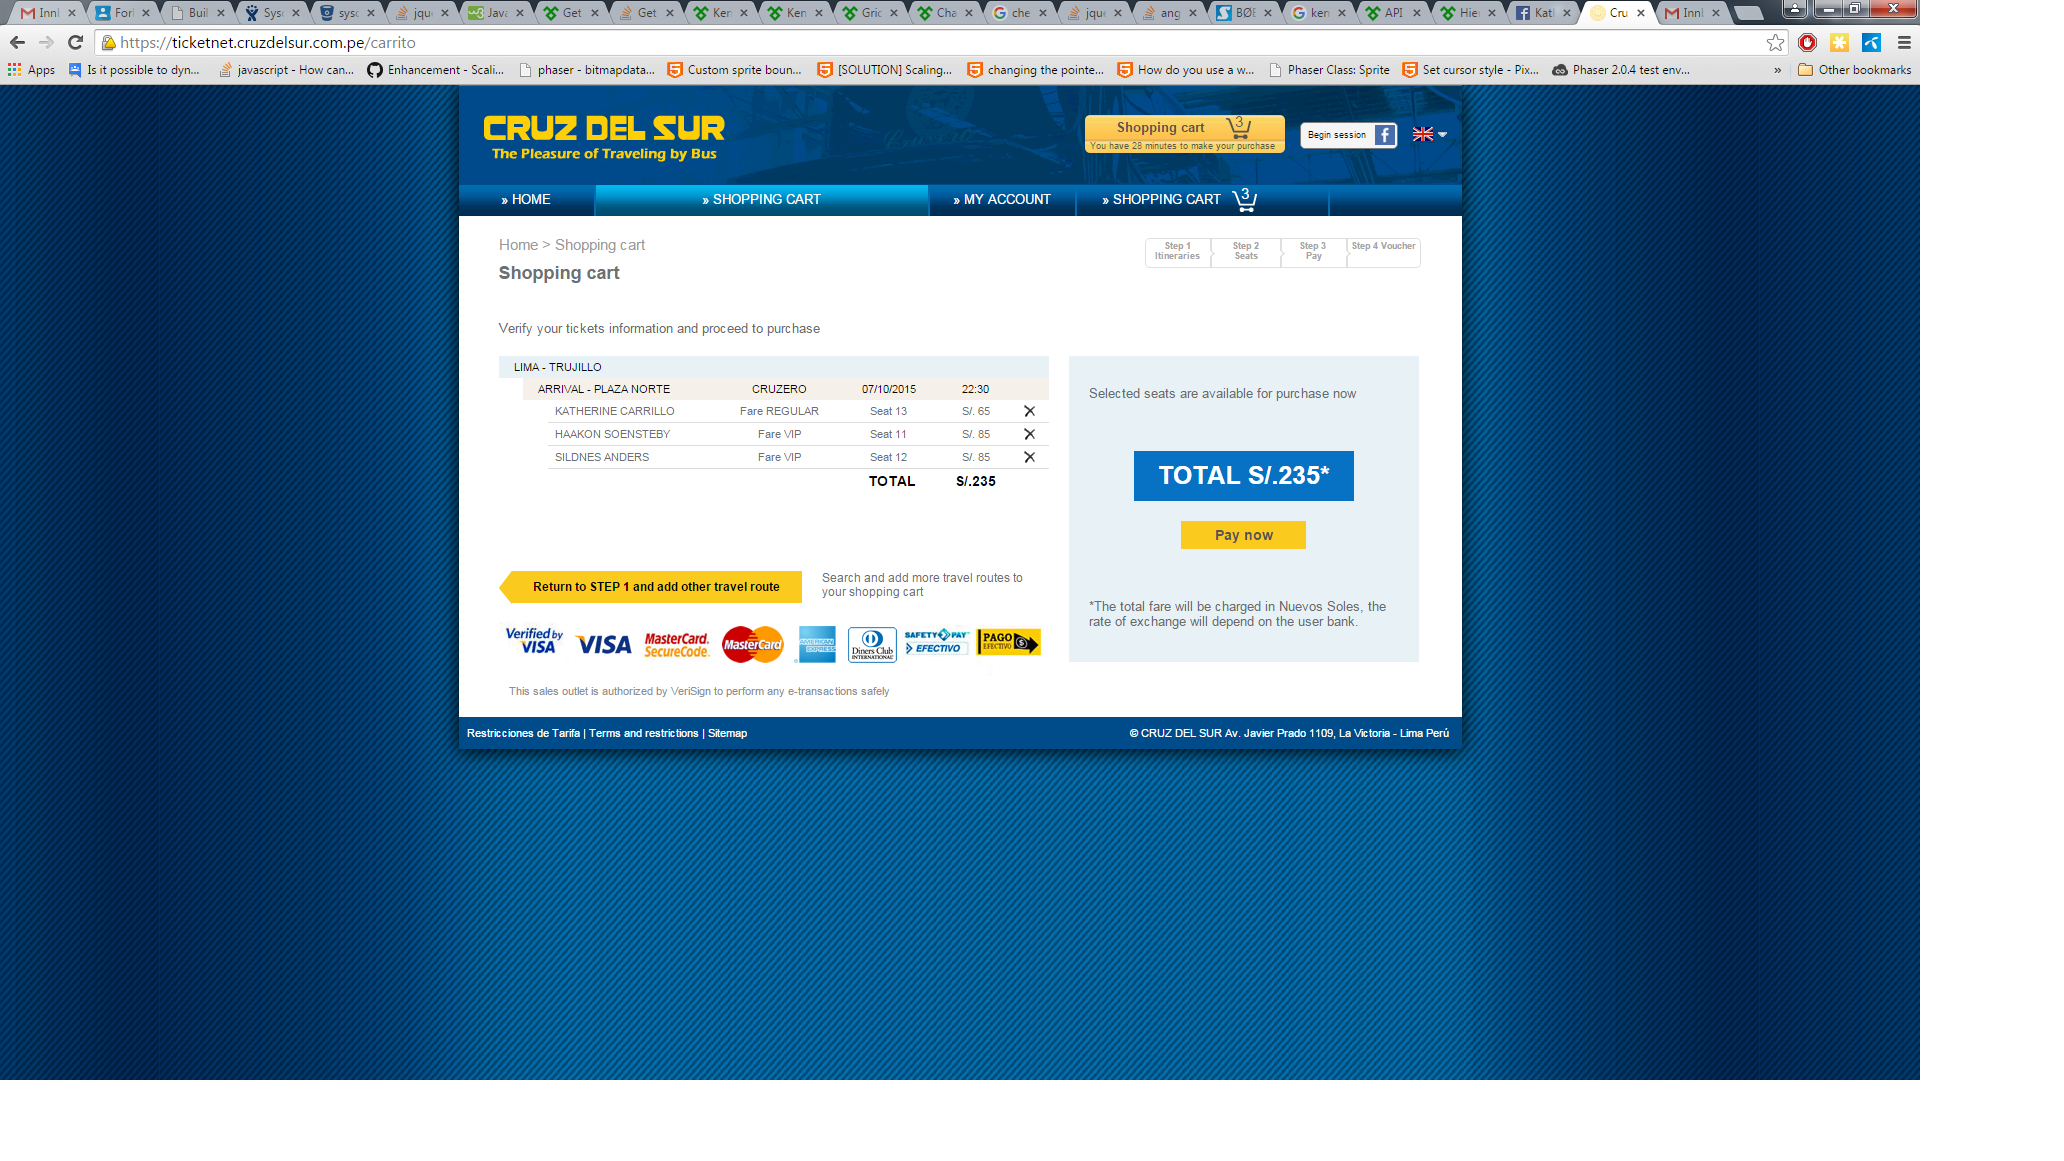 Innl
Forl
Buil
Sys
sysc
jque
Java
Get
Get
Ken
Ken
Gric
Cha
che
jque
ang
BØE
ken
API
Hie
Katl
Cru
Innl
https://ticketnet.cruzdelsur.com.pe/carrito
Apps
Is it possible to dyn...
javascript - How can...
Enhancement - Scali...
phaser - bitmapdata...
Custom sprite boun...
[SOLUTION] Scaling...
changing the pointe...
How do you use a w...
Phaser Class: Sprite
Set cursor style - Pix...
Phaser 2.0.4 test env...
»
Other bookmarks
CRUZ DEL SUR
The Pleasure of Traveling by Bus
Shopping cart 3
You have 28 minutes to make your purchase
Begin session
» HOME
» SHOPPING CART
» MY ACCOUNT
» SHOPPING CART 3
Home > Shopping cart
Step 1 Itineraries
Step 2 Seats
Step 3 Pay
Step 4 Voucher
Shopping cart
Verify your tickets information and proceed to purchase
LIMA - TRUJILLO
ARRIVAL - PLAZA NORTE CRUZERO 07/10/2015 22:30
KATHERINE CARRILLO Fare REGULAR Seat 13 S/. 65
HAAKON SOENSTEBY Fare VIP Seat 11 S/. 85
SILDNES ANDERS Fare VIP Seat 12 S/. 85
TOTAL S/.235
Selected seats are available for purchase now
TOTAL S/.235*
Pay now
*The total fare will be charged in Nuevos Soles, the
rate of exchange will depend on the user bank.
Return to STEP 1 and add other travel route
Search and add more travel routes to
your shopping cart
Verified by VISA
VISA
MasterCard. SecureCode.
MasterCard
AMERICAN EXPRESS
Diners Club INTERNATIONAL
SAFETYPAY EFECTIVO
PAGO EFECTIVO
This sales outlet is authorized by VeriSign to perform any e-transactions safely
Restricciones de Tarifa | Terms and restrictions | Sitemap
© CRUZ DEL SUR Av. Javier Prado 1109, La Victoria - Lima Perú